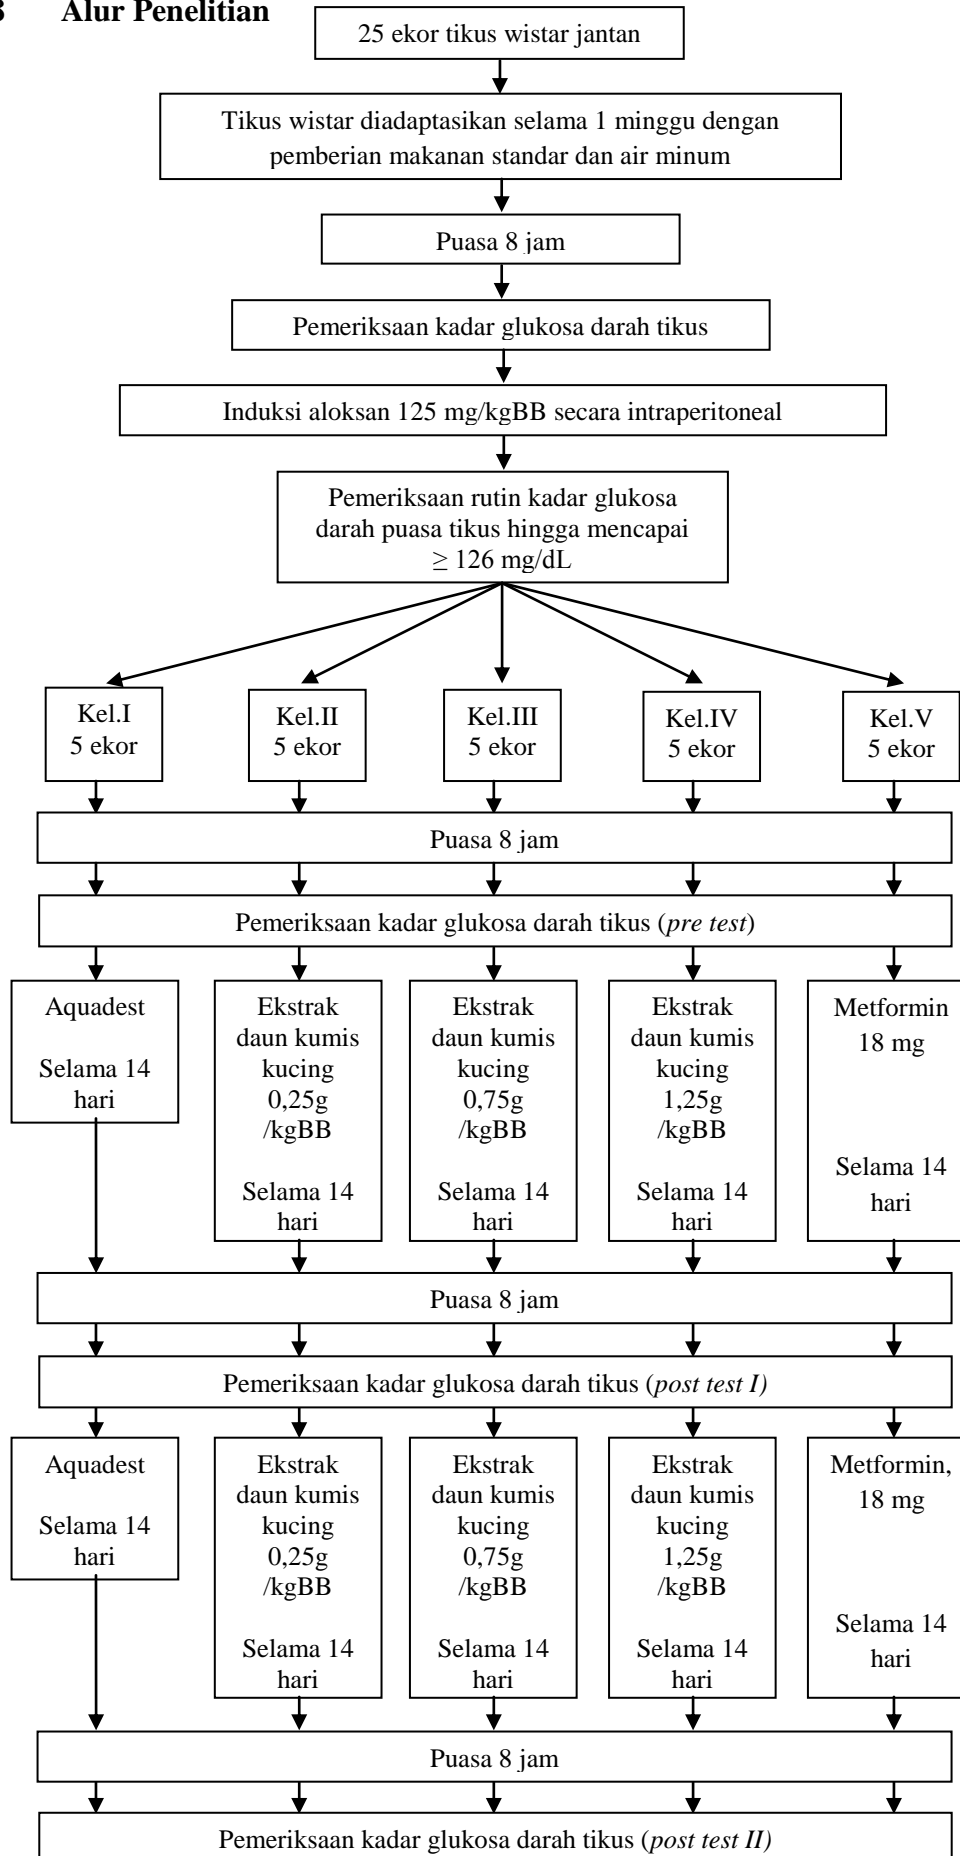 3 Alur Penelitian
25 ekor tikus wistar jantan
Tikus wistar diadaptasikan selama 1 minggu dengan
pemberian makanan standar dan air minum
Puasa 8 jam
Pemeriksaan kadar glukosa darah tikus
Induksi aloksan 125 mg/kgBB secara intraperitoneal
Pemeriksaan rutin kadar glukosa
darah puasa tikus hingga mencapai
≥ 126 mg/dL
Kel.I
5 ekor
Kel.II
5 ekor
Kel.III
5 ekor
Kel.IV
5 ekor
Kel.V
5 ekor
Puasa 8 jam
Pemeriksaan kadar glukosa darah tikus (pre test)
Aquadest
Selama 14
hari
Ekstrak
daun kumis
kucing
0,25g
/kgBB
Selama 14
hari
Ekstrak
daun kumis
kucing
0,75g
/kgBB
Selama 14
hari
Ekstrak
daun kumis
kucing
1,25g
/kgBB
Selama 14
hari
Metformin
18 mg
Selama 14
hari
Puasa 8 jam
Pemeriksaan kadar glukosa darah tikus (post test I)
Aquadest
Selama 14
hari
Ekstrak
daun kumis
kucing
0,25g
/kgBB
Selama 14
hari
Ekstrak
daun kumis
kucing
0,75g
/kgBB
Selama 14
hari
Ekstrak
daun kumis
kucing
1,25g
/kgBB
Selama 14
hari
Metformin,
18 mg
Selama 14
hari
Puasa 8 jam
Pemeriksaan kadar glukosa darah tikus (post test II)